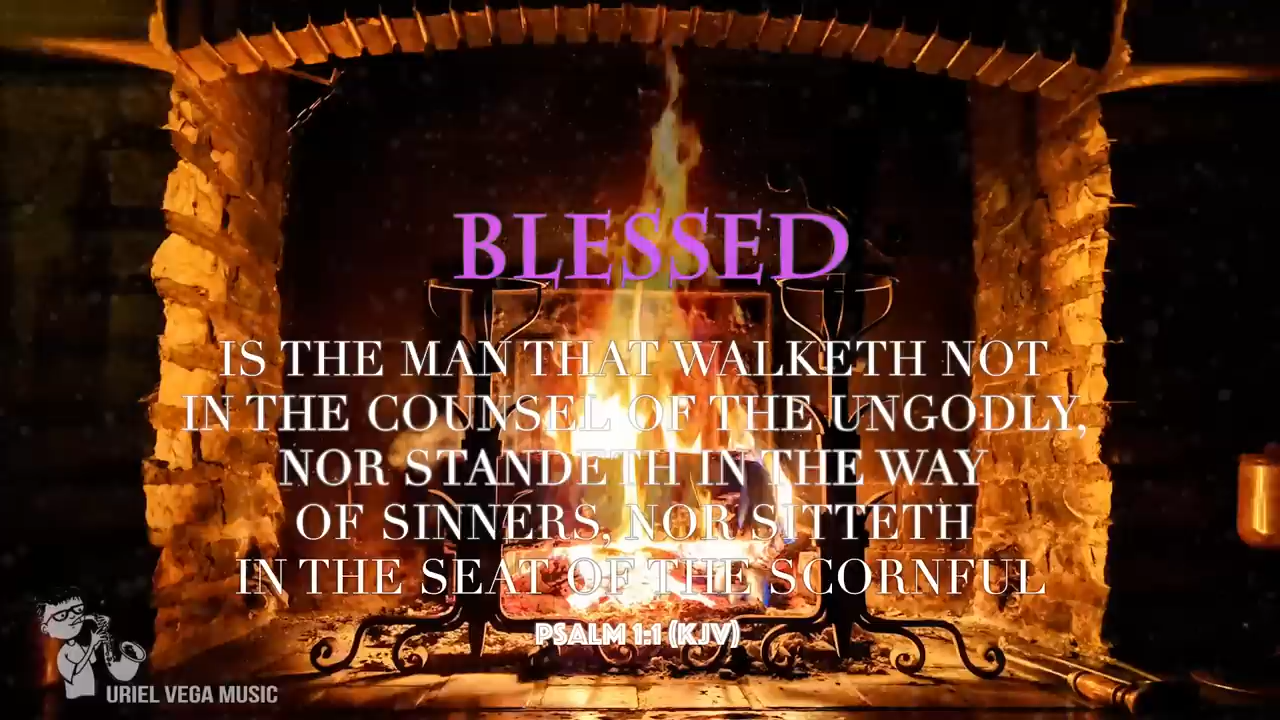 BLESSED
IS THE MAN THAT WALKETH NOT
IN THE COUNSEL OF THE UNGODLY,
NOR STANDETH IN THE WAY
OF SINNERS, NOR SITTETH
IN THE SEAT OF THE SCORNFUL
PSALM 1:1 (KJV)
URIEL VEGA MUSIC